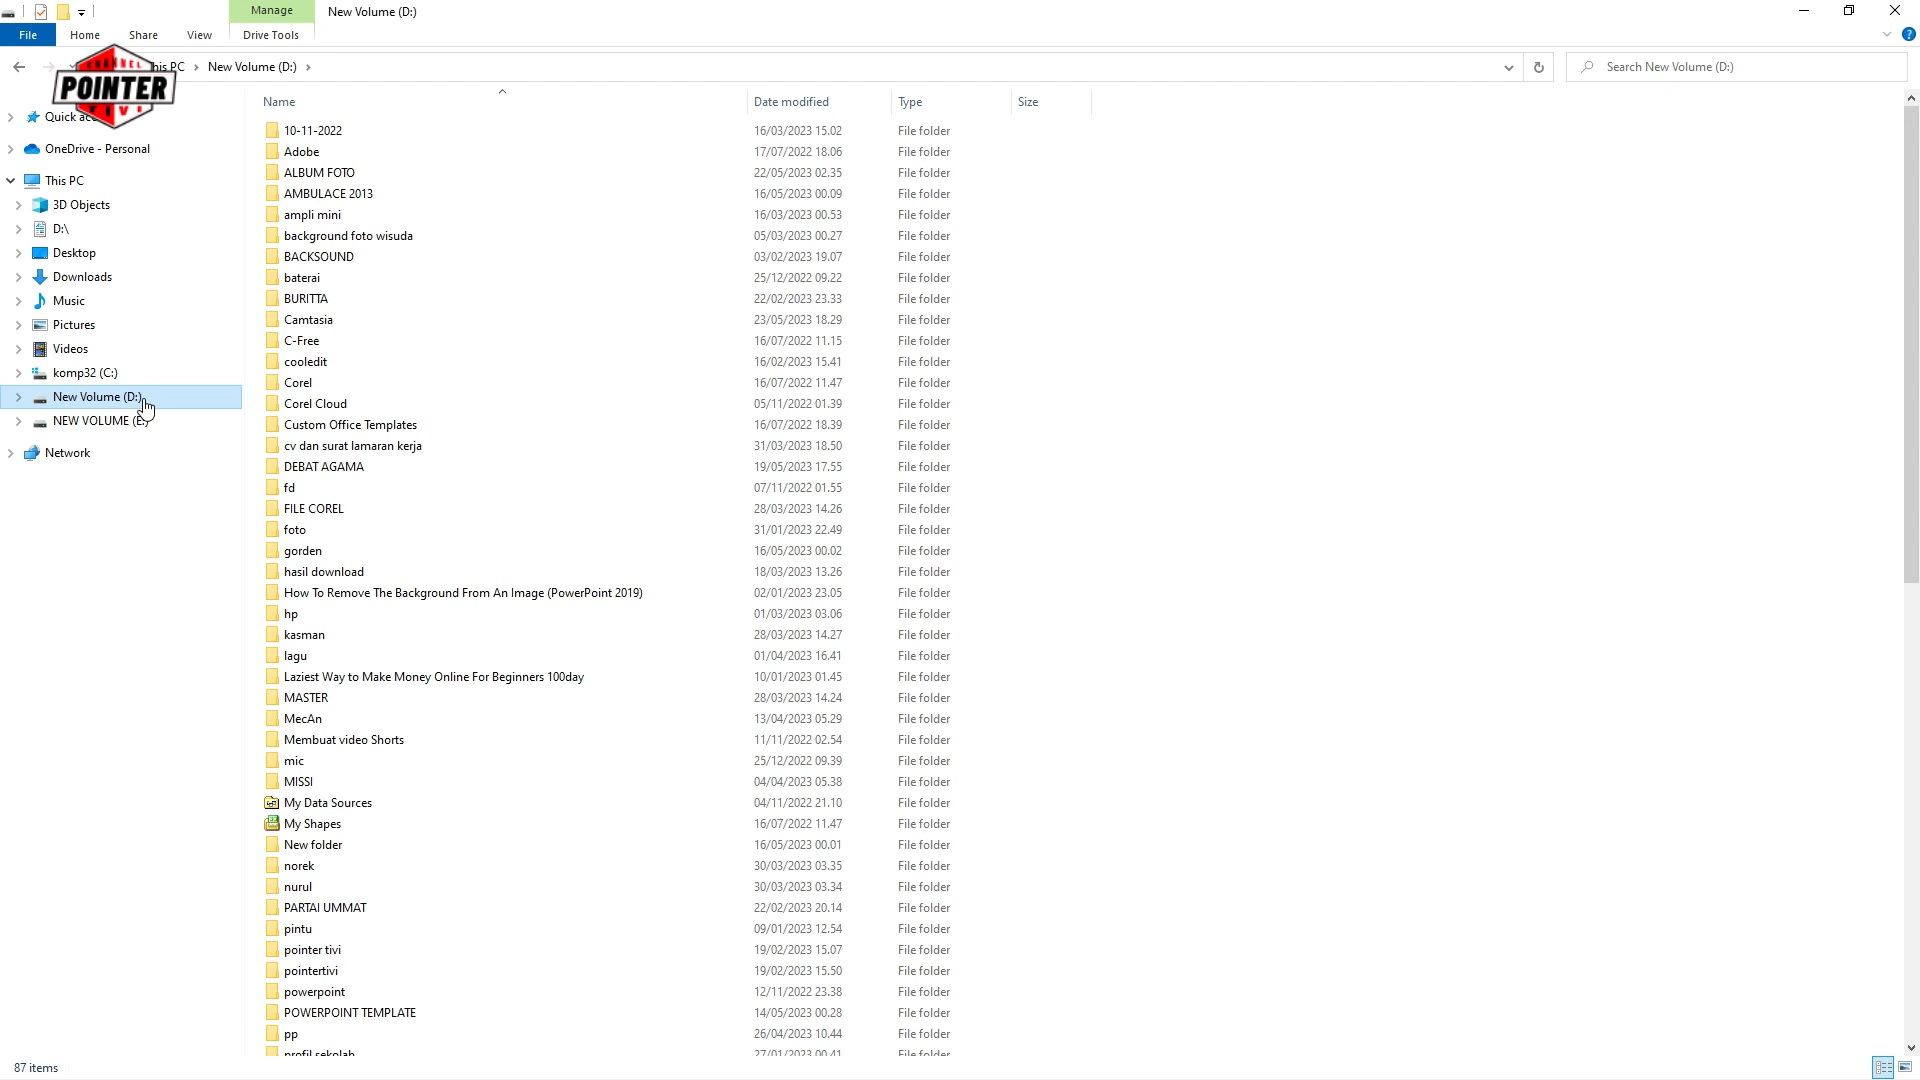 Manage
New Volume (D:)
File
Home
Share
View
Drive Tools
his PC > New Volume (D:) >
Search New Volume (D:)
CHANNEL
POINTER
TIVI
Quick ac
OneDrive - Personal
This PC
3D Objects
D:\
Desktop
Downloads
Music
Pictures
Videos
komp32 (C:)
New Volume (D:)
NEW VOLUME (E:)
Network
Name Date modified Type Size
10-11-2022 16/03/2023 15.02 File folder
Adobe 17/07/2022 18.06 File folder
ALBUM FOTO 22/05/2023 02.35 File folder
AMBULACE 2013 16/05/2023 00.09 File folder
ampli mini 16/03/2023 00.53 File folder
background foto wisuda 05/03/2023 00.27 File folder
BACKSOUND 03/02/2023 19.07 File folder
baterai 25/12/2022 09.22 File folder
BURITTA 22/02/2023 23.33 File folder
Camtasia 23/05/2023 18.29 File folder
C-Free 16/07/2022 11.15 File folder
cooledit 16/02/2023 15.41 File folder
Corel 16/07/2022 11.47 File folder
Corel Cloud 05/11/2022 01.39 File folder
Custom Office Templates 16/07/2022 18.39 File folder
cv dan surat lamaran kerja 31/03/2023 18.50 File folder
DEBAT AGAMA 19/05/2023 17.55 File folder
fd 07/11/2022 01.55 File folder
FILE COREL 28/03/2023 14.26 File folder
foto 31/01/2023 22.49 File folder
gorden 16/05/2023 00.02 File folder
hasil download 18/03/2023 13.26 File folder
How To Remove The Background From An Image (PowerPoint 2019) 02/01/2023 23.05 File folder
hp 01/03/2023 03.06 File folder
kasman 28/03/2023 14.27 File folder
lagu 01/04/2023 16.41 File folder
Laziest Way to Make Money Online For Beginners 100day 10/01/2023 01.45 File folder
MASTER 28/03/2023 14.24 File folder
MecAn 13/04/2023 05.29 File folder
Membuat video Shorts 11/11/2022 02.54 File folder
mic 25/12/2022 09.39 File folder
MISSI 04/04/2023 05.38 File folder
My Data Sources 04/11/2022 21.10 File folder
My Shapes 16/07/2022 11.47 File folder
New folder 16/05/2023 00.01 File folder
norek 30/03/2023 03.35 File folder
nurul 30/03/2023 03.34 File folder
PARTAI UMMAT 22/02/2023 20.14 File folder
pintu 09/01/2023 12.54 File folder
pointer tivi 19/02/2023 15.07 File folder
pointertivi 19/02/2023 15.50 File folder
powerpoint 12/11/2022 23.38 File folder
POWERPOINT TEMPLATE 14/05/2023 00.28 File folder
pp 26/04/2023 10.44 File folder
profil sekolah 27/01/2023 00.41 File folder
87 items